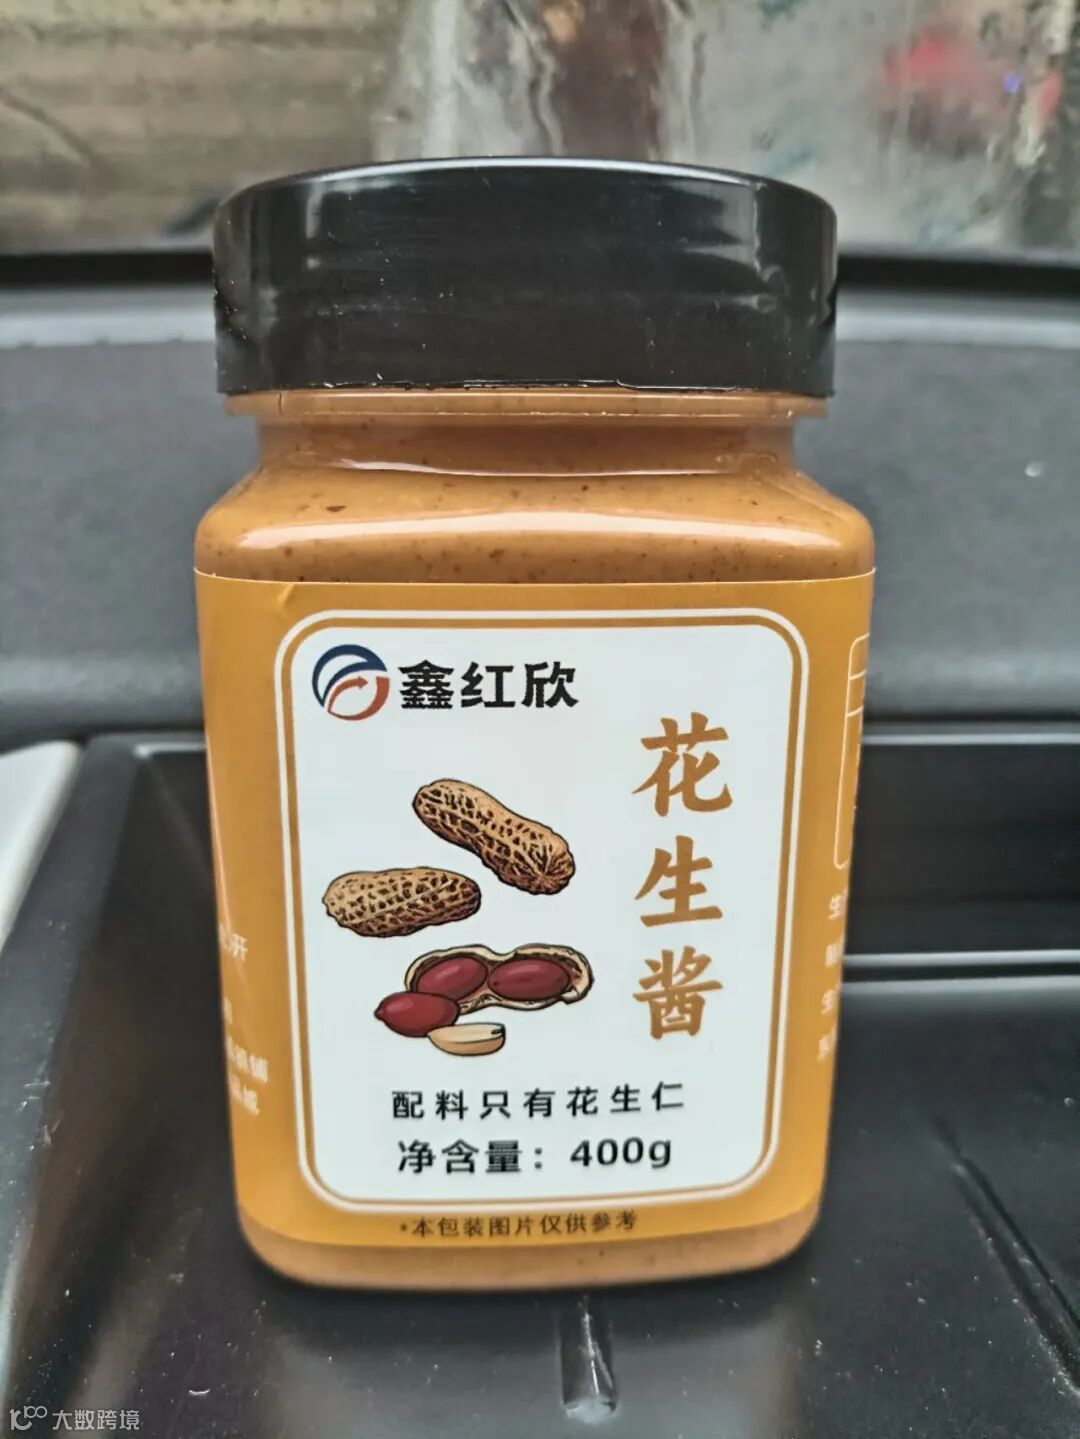 鑫红欣
花生酱
配料只有花生仁
净含量：400g
*本包装图片仅供参考
大数跨境